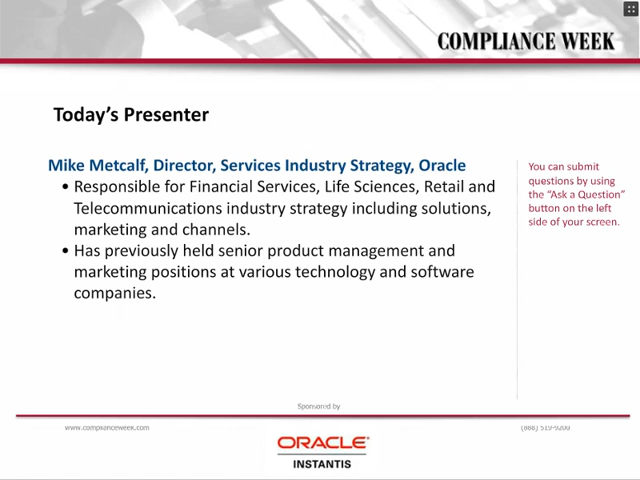 COMPLIANCE WEEK
Today’s Presenter
Mike Metcalf, Director, Services Industry Strategy, Oracle
• Responsible for Financial Services, Life Sciences, Retail and
Telecommunications industry strategy including solutions,
marketing and channels.
• Has previously held senior product management and
marketing positions at various technology and software
companies.
You can submit
questions by using
the “Ask a Question”
button on the left
side of your screen.
Sponsored by
www.complianceweek.com
(888) 519-9200
ORACLE®
INSTANTIS